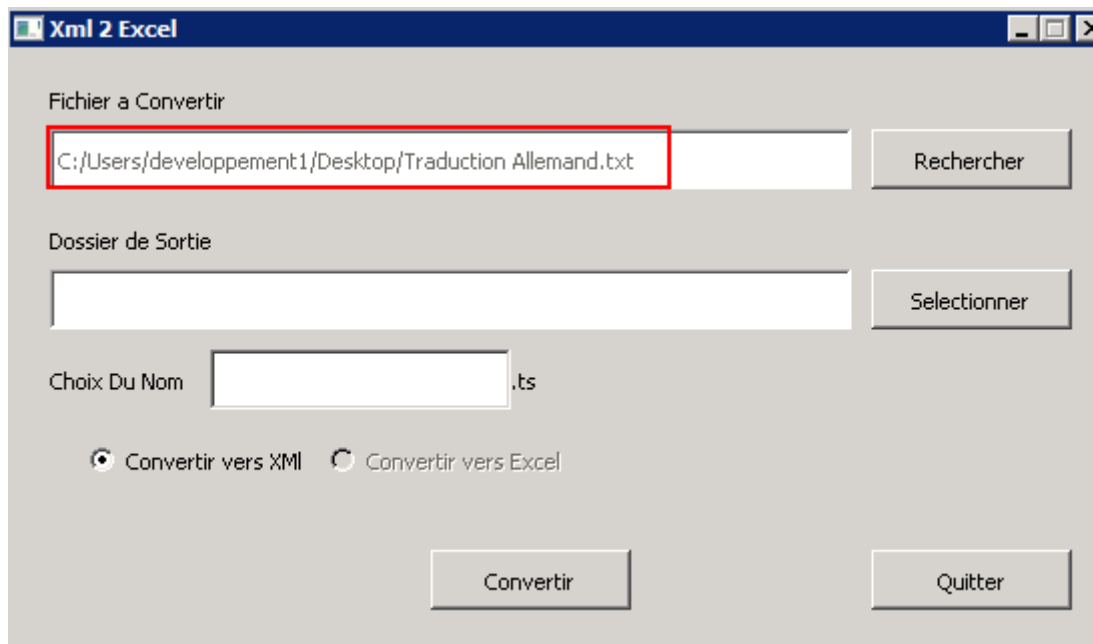 Xml 2 Excel
Fichier a Convertir
C:/Users/developpement1/Desktop/Traduction Allemand.txt
Rechercher
Dossier de Sortie
Selectionner
Choix Du Nom .ts
Convertir vers XMl Convertir vers Excel
Convertir Quitter